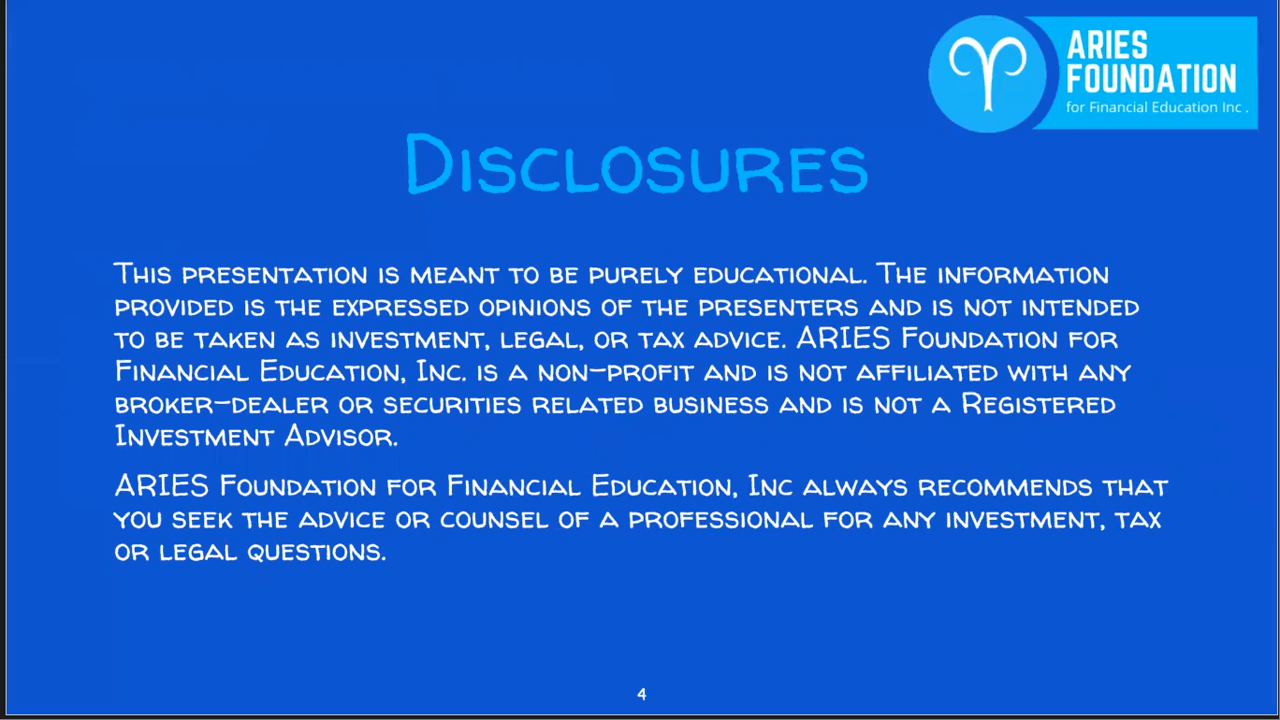 ARIES
FOUNDATION
for Financial Education Inc .
Disclosures
This presentation is meant to be purely educational. The information
provided is the expressed opinions of the presenters and is not intended
to be taken as investment, legal, or tax advice. ARIES Foundation for
Financial Education, Inc. is a non-profit and is not affiliated with any
broker-dealer or securities related business and is not a Registered
Investment Advisor.
ARIES Foundation for Financial Education, Inc always recommends that
you seek the advice or counsel of a professional for any investment, tax
or legal questions.
4